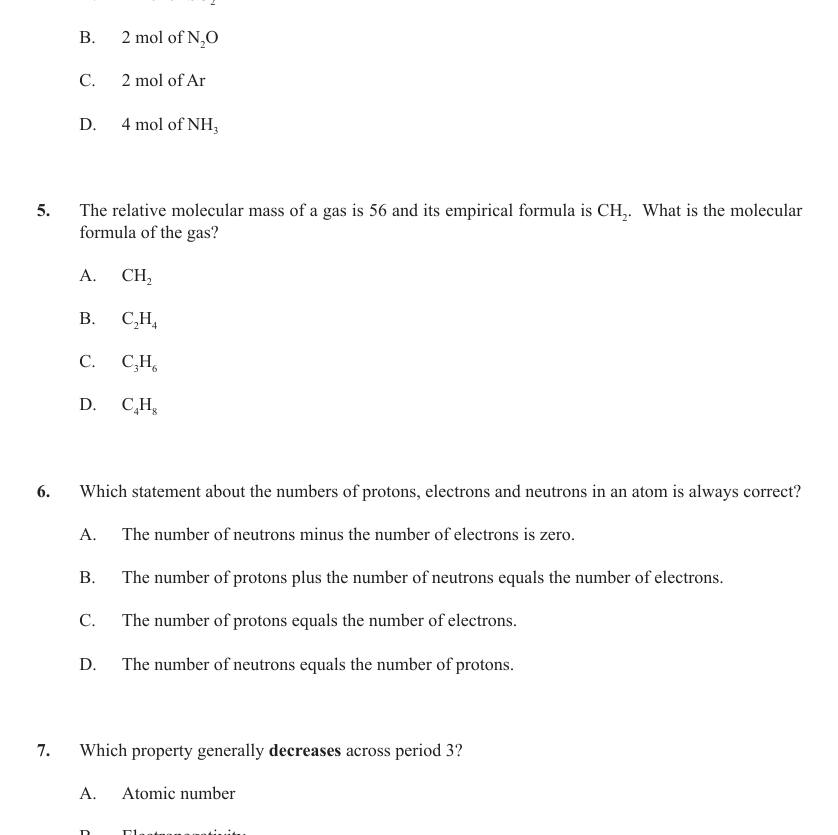 B. 2 mol of N₂O
C. 2 mol of Ar
D. 4 mol of NH₃
5. The relative molecular mass of a gas is 56 and its empirical formula is CH₂. What is the molecular
formula of the gas?
A. CH₂
B. C₂H₄
C. C₃H₆
D. C₄H₈
6. Which statement about the numbers of protons, electrons and neutrons in an atom is always correct?
A. The number of neutrons minus the number of electrons is zero.
B. The number of protons plus the number of neutrons equals the number of electrons.
C. The number of protons equals the number of electrons.
D. The number of neutrons equals the number of protons.
7. Which property generally decreases across period 3?
A. Atomic number
B. Electronegativity